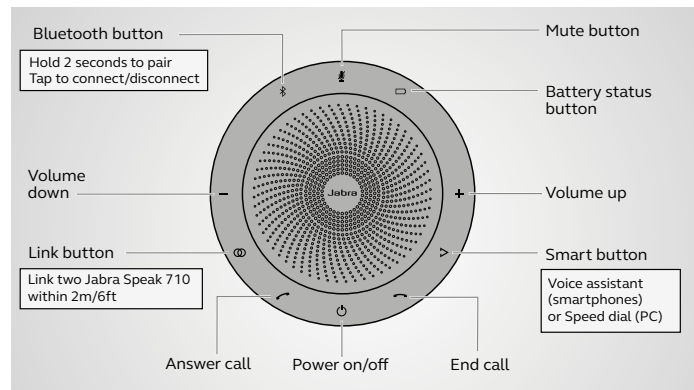 Bluetooth button
Hold 2 seconds to pair
Tap to connect/disconnect
Mute button
Battery status
button
Volume
down
Jabra
Volume up
Link button
Link two Jabra Speak 710
within 2m/6ft
Smart button
Voice assistant
(smartphones)
or Speed dial (PC)
Answer call
Power on/off
End call